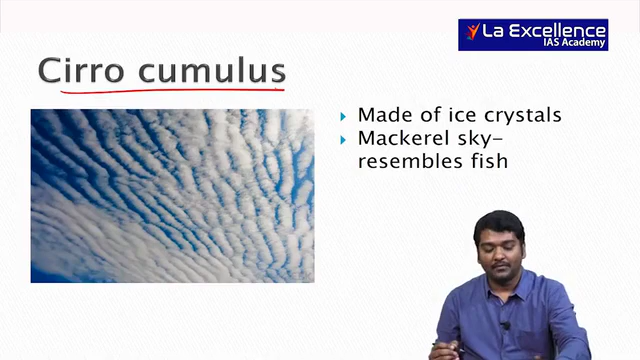 La Excellence
IAS Academy
Cirro cumulus
Made of ice crystals
Mackerel sky-
resembles fish